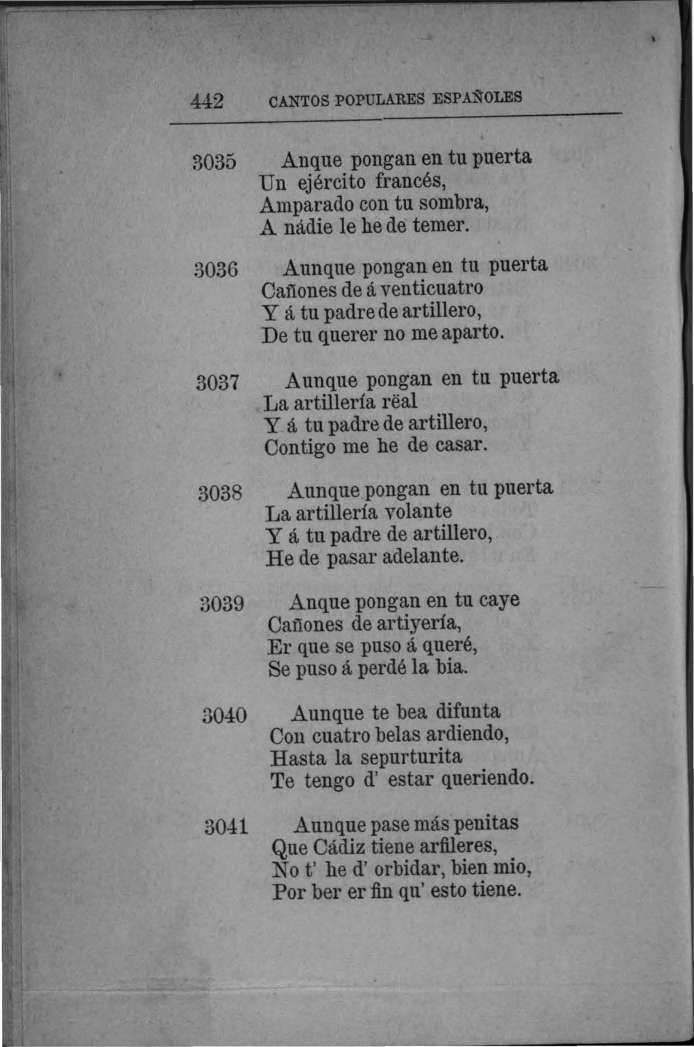 442 CANTOS POPULARES ESPAÑOLES
3035 Anque pongan en tu puerta
Un ejército francés,
Amparado con tu sombra,
A nádie le he de temer.
3036 Aunque pongan en tu puerta
Cañones de á venticuatro
Y á tu padre de artillero,
De tu querer no me aparto.
3037 Aunque pongan en tu puerta
La artillería rëal
Y á tu padre de artillero,
Contigo me he de casar.
3038 Aunque pongan en tu puerta
La artillería volante
Y á tu padre de artillero,
He de pasar adelante.
3039 Anque pongan en tu caye
Cañones de artiyería,
Er que se puso á queré,
Se puso á perdé la bia.
3040 Aunque te bea difunta
Con cuatro belas ardiendo,
Hasta la sepurturita
Te tengo d' estar queriendo.
3041 Aunque pase más penitas
Que Cádiz tiene arfileres,
No t' he d' orbidar, bien mio,
Por ber er fin qu' esto tiene.